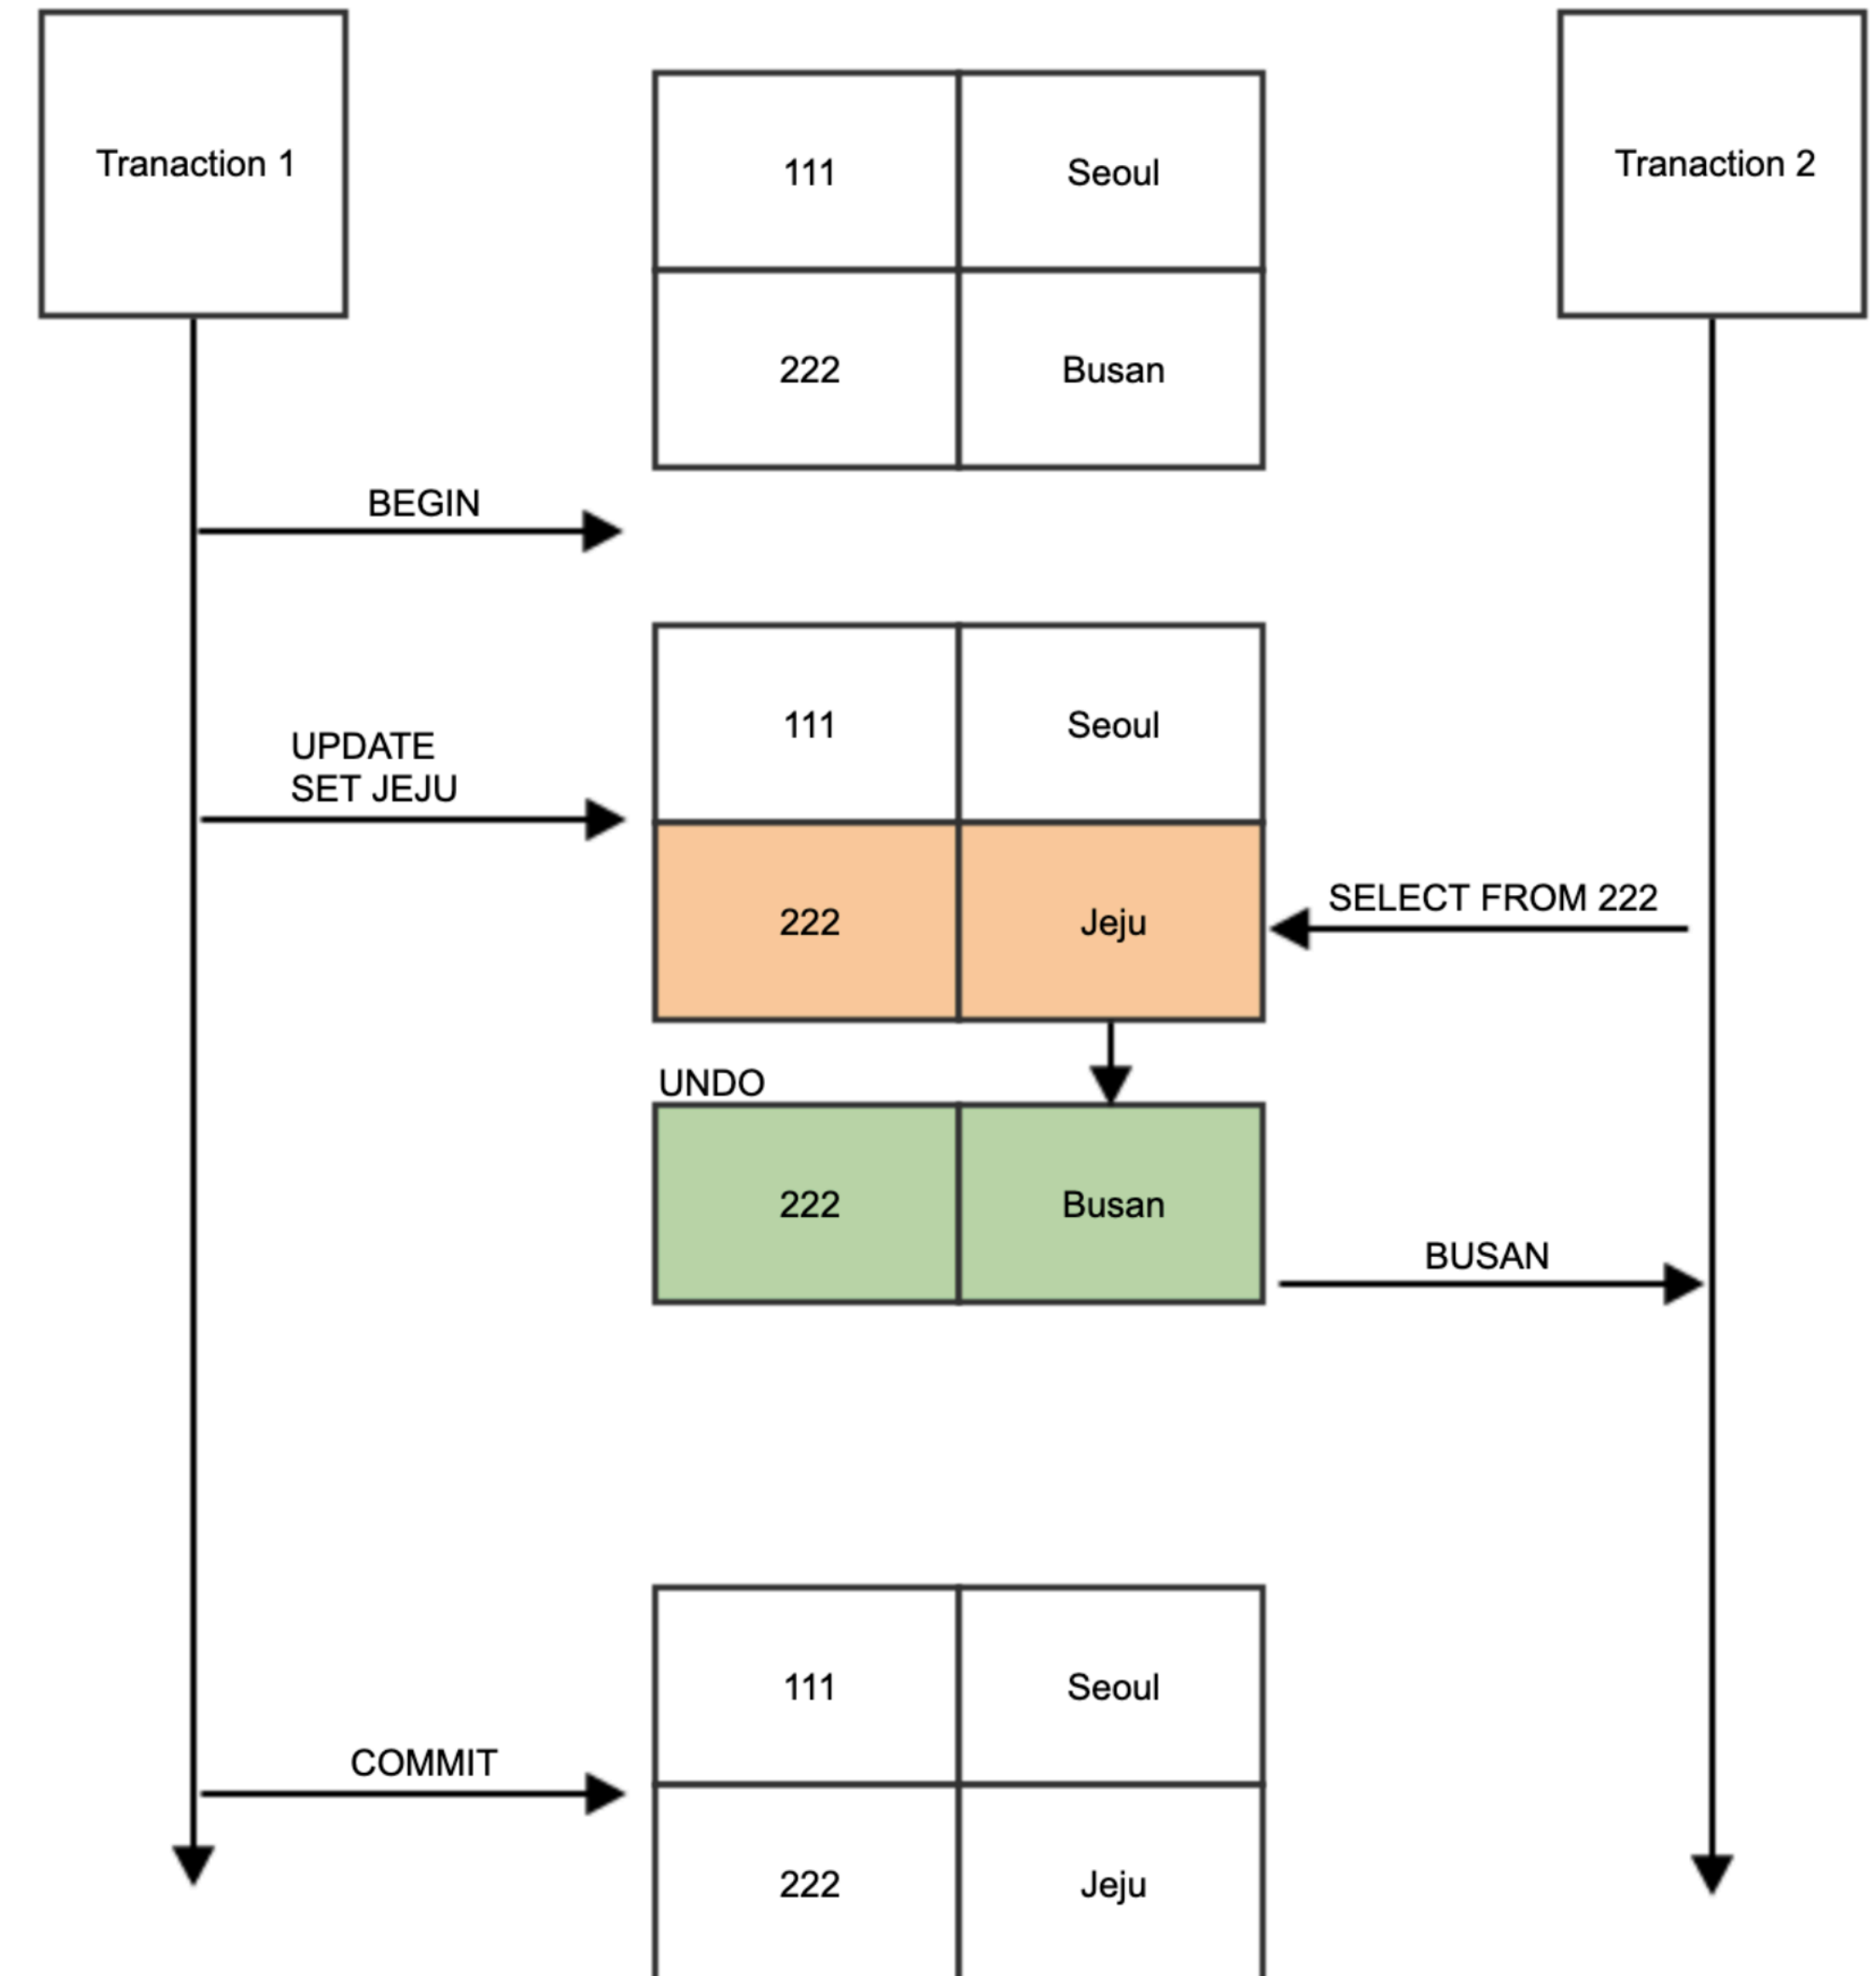 Tranaction 1
Tranaction 2
111 Seoul
222 Busan
BEGIN
111 Seoul
UPDATE
SET JEJU
222 Jeju
SELECT FROM 222
UNDO
222 Busan
BUSAN
111 Seoul
COMMIT
222 Jeju